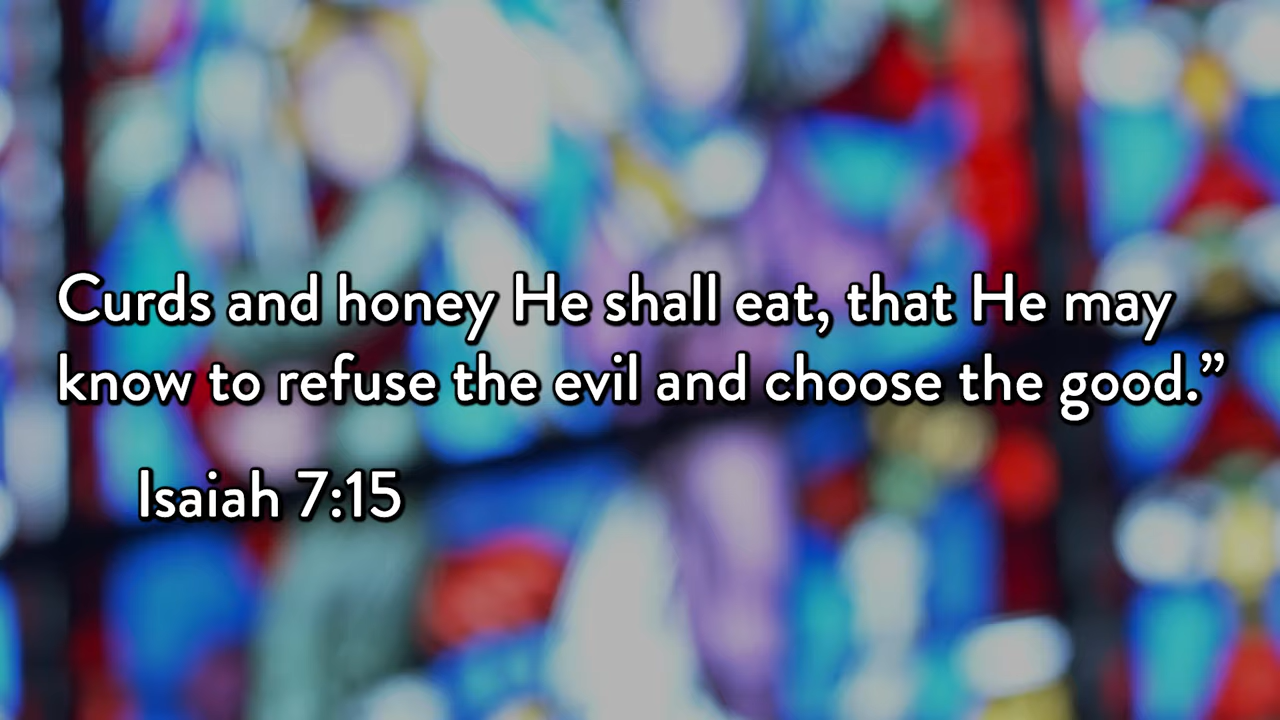 Curds and honey He shall eat, that He may
know to refuse the evil and choose the good.”
Isaiah 7:15